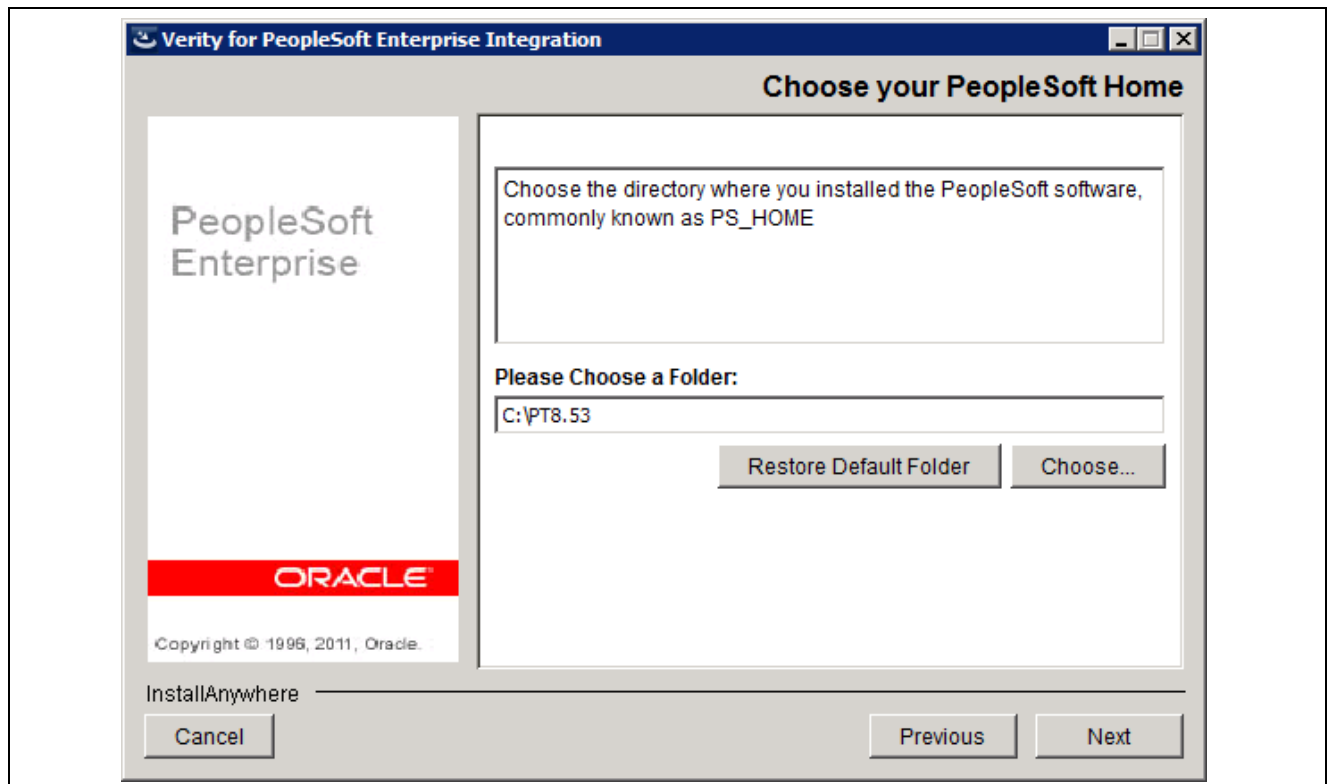 Verity for PeopleSoft Enterprise Integration
Choose your PeopleSoft Home
PeopleSoft
Enterprise
Choose the directory where you installed the PeopleSoft software,
commonly known as PS_HOME
Please Choose a Folder:
C:\PT8.53
Restore Default Folder
Choose...
ORACLE
Copyright © 1996, 2011, Oracle.
InstallAnywhere
Cancel
Previous
Next